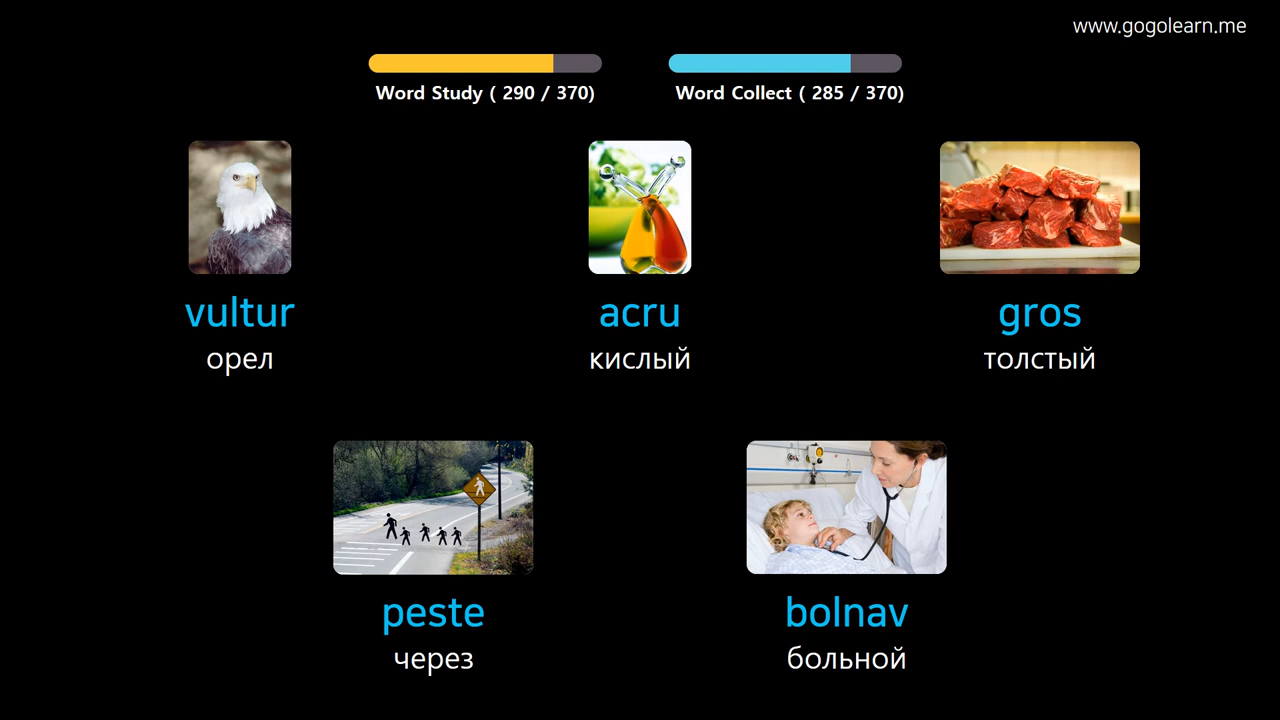 www.gogolearn.me
Word Study ( 290 / 370)
Word Collect ( 285 / 370)
vultur
орел
acru
кислый
gros
толстый
peste
через
bolnav
больной